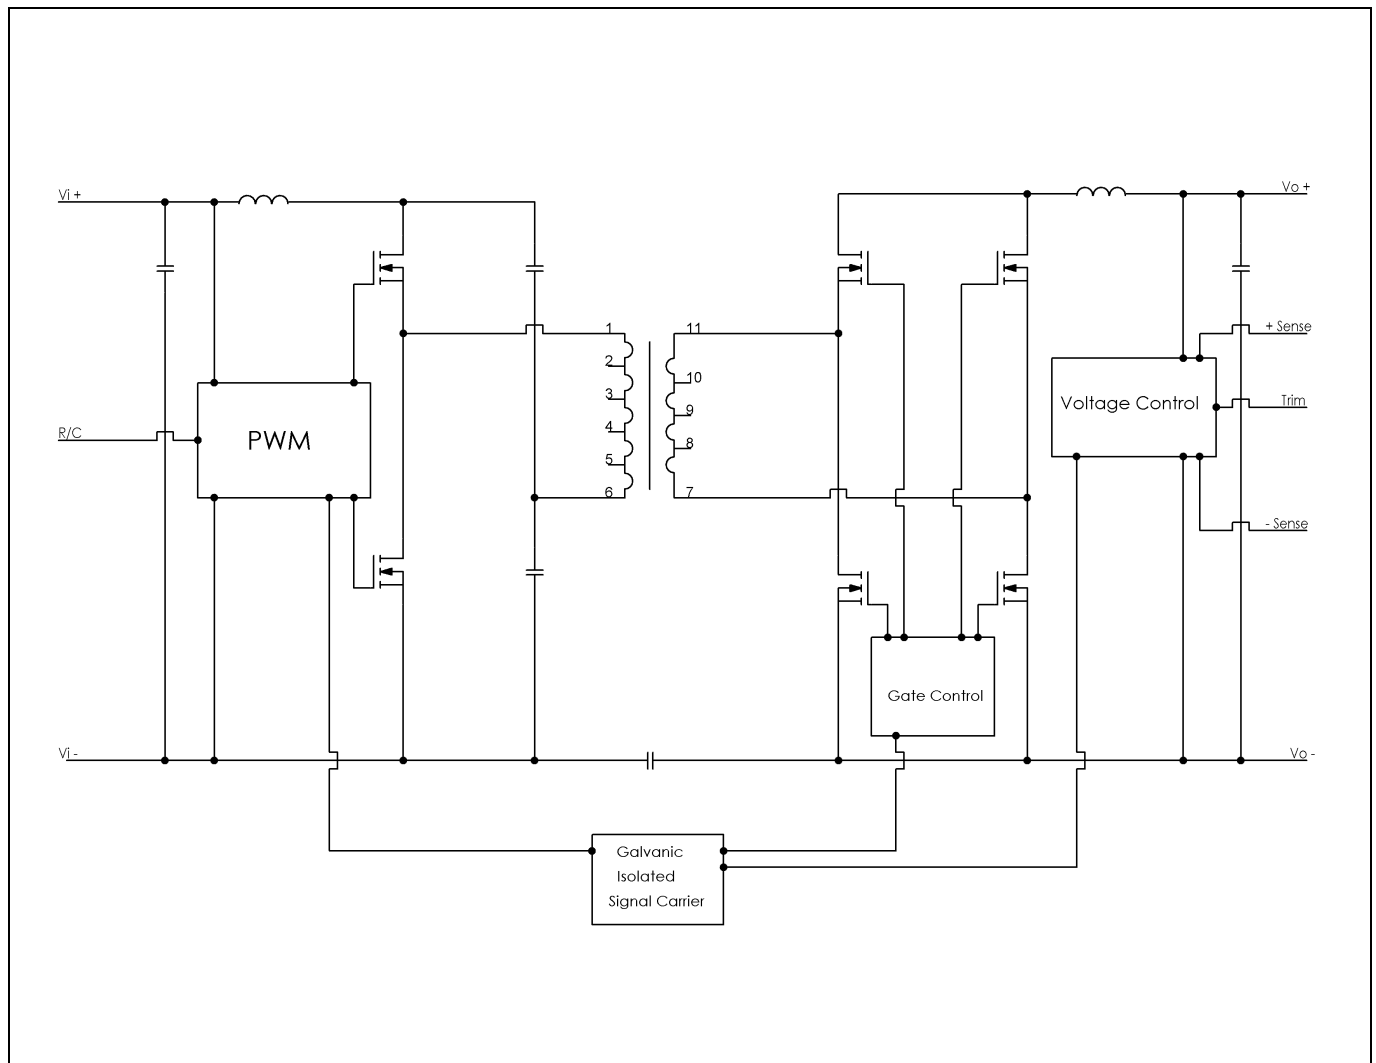 Vi +
Vo +
1
11
+ Sense
2
10
3
9
Trim
Voltage Control
4
R/C
PWM
8
5
6
7
- Sense
Gate Control
Vi -
Vo -
Galvanic
Isolated
Signal Carrier